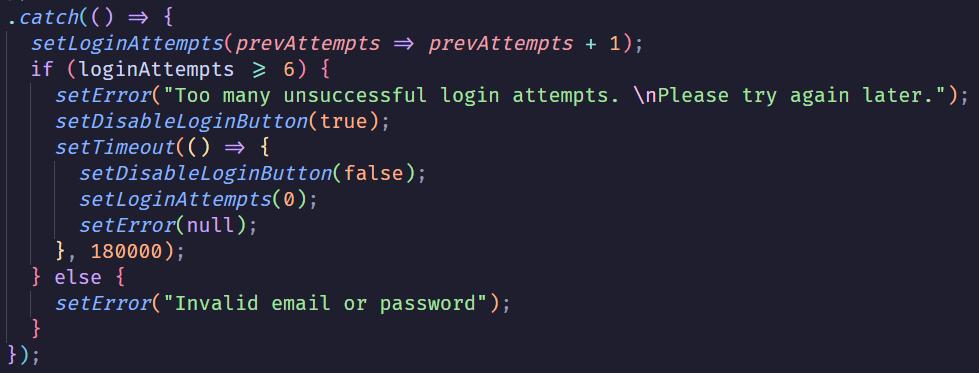 .catch(() => {
  setLoginAttempts(prevAttempts => prevAttempts + 1);
  if (loginAttempts >= 6) {
    setError("Too many unsuccessful login attempts. \nPlease try again later.");
    setDisableLoginButton(true);
    setTimeout(() => {
      setDisableLoginButton(false);
      setLoginAttempts(0);
      setError(null);
    }, 180000);
  } else {
    setError("Invalid email or password");
  }
});